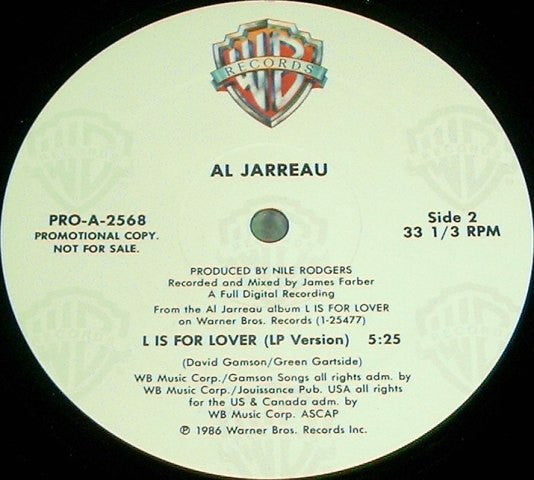 WB
RECORDS
AL JARREAU
PRO-A-2568
PROMOTIONAL COPY.
NOT FOR SALE.
Side 2
33 1/3 RPM
PRODUCED BY NILE RODGERS
Recorded and Mixed by James Farber
A Full Digital Recording
From the Al Jarreau album L IS FOR LOVER
on Warner Bros. Records (1-25477)
L IS FOR LOVER (LP Version) 5:25
(David Gamson/Green Gartside)
WB Music Corp./Gamson Songs all rights adm. by
WB Music Corp./Jouissance Pub. USA all rights
for the US & Canada adm. by
WB Music Corp. ASCAP
℗ 1986 Warner Bros. Records Inc.